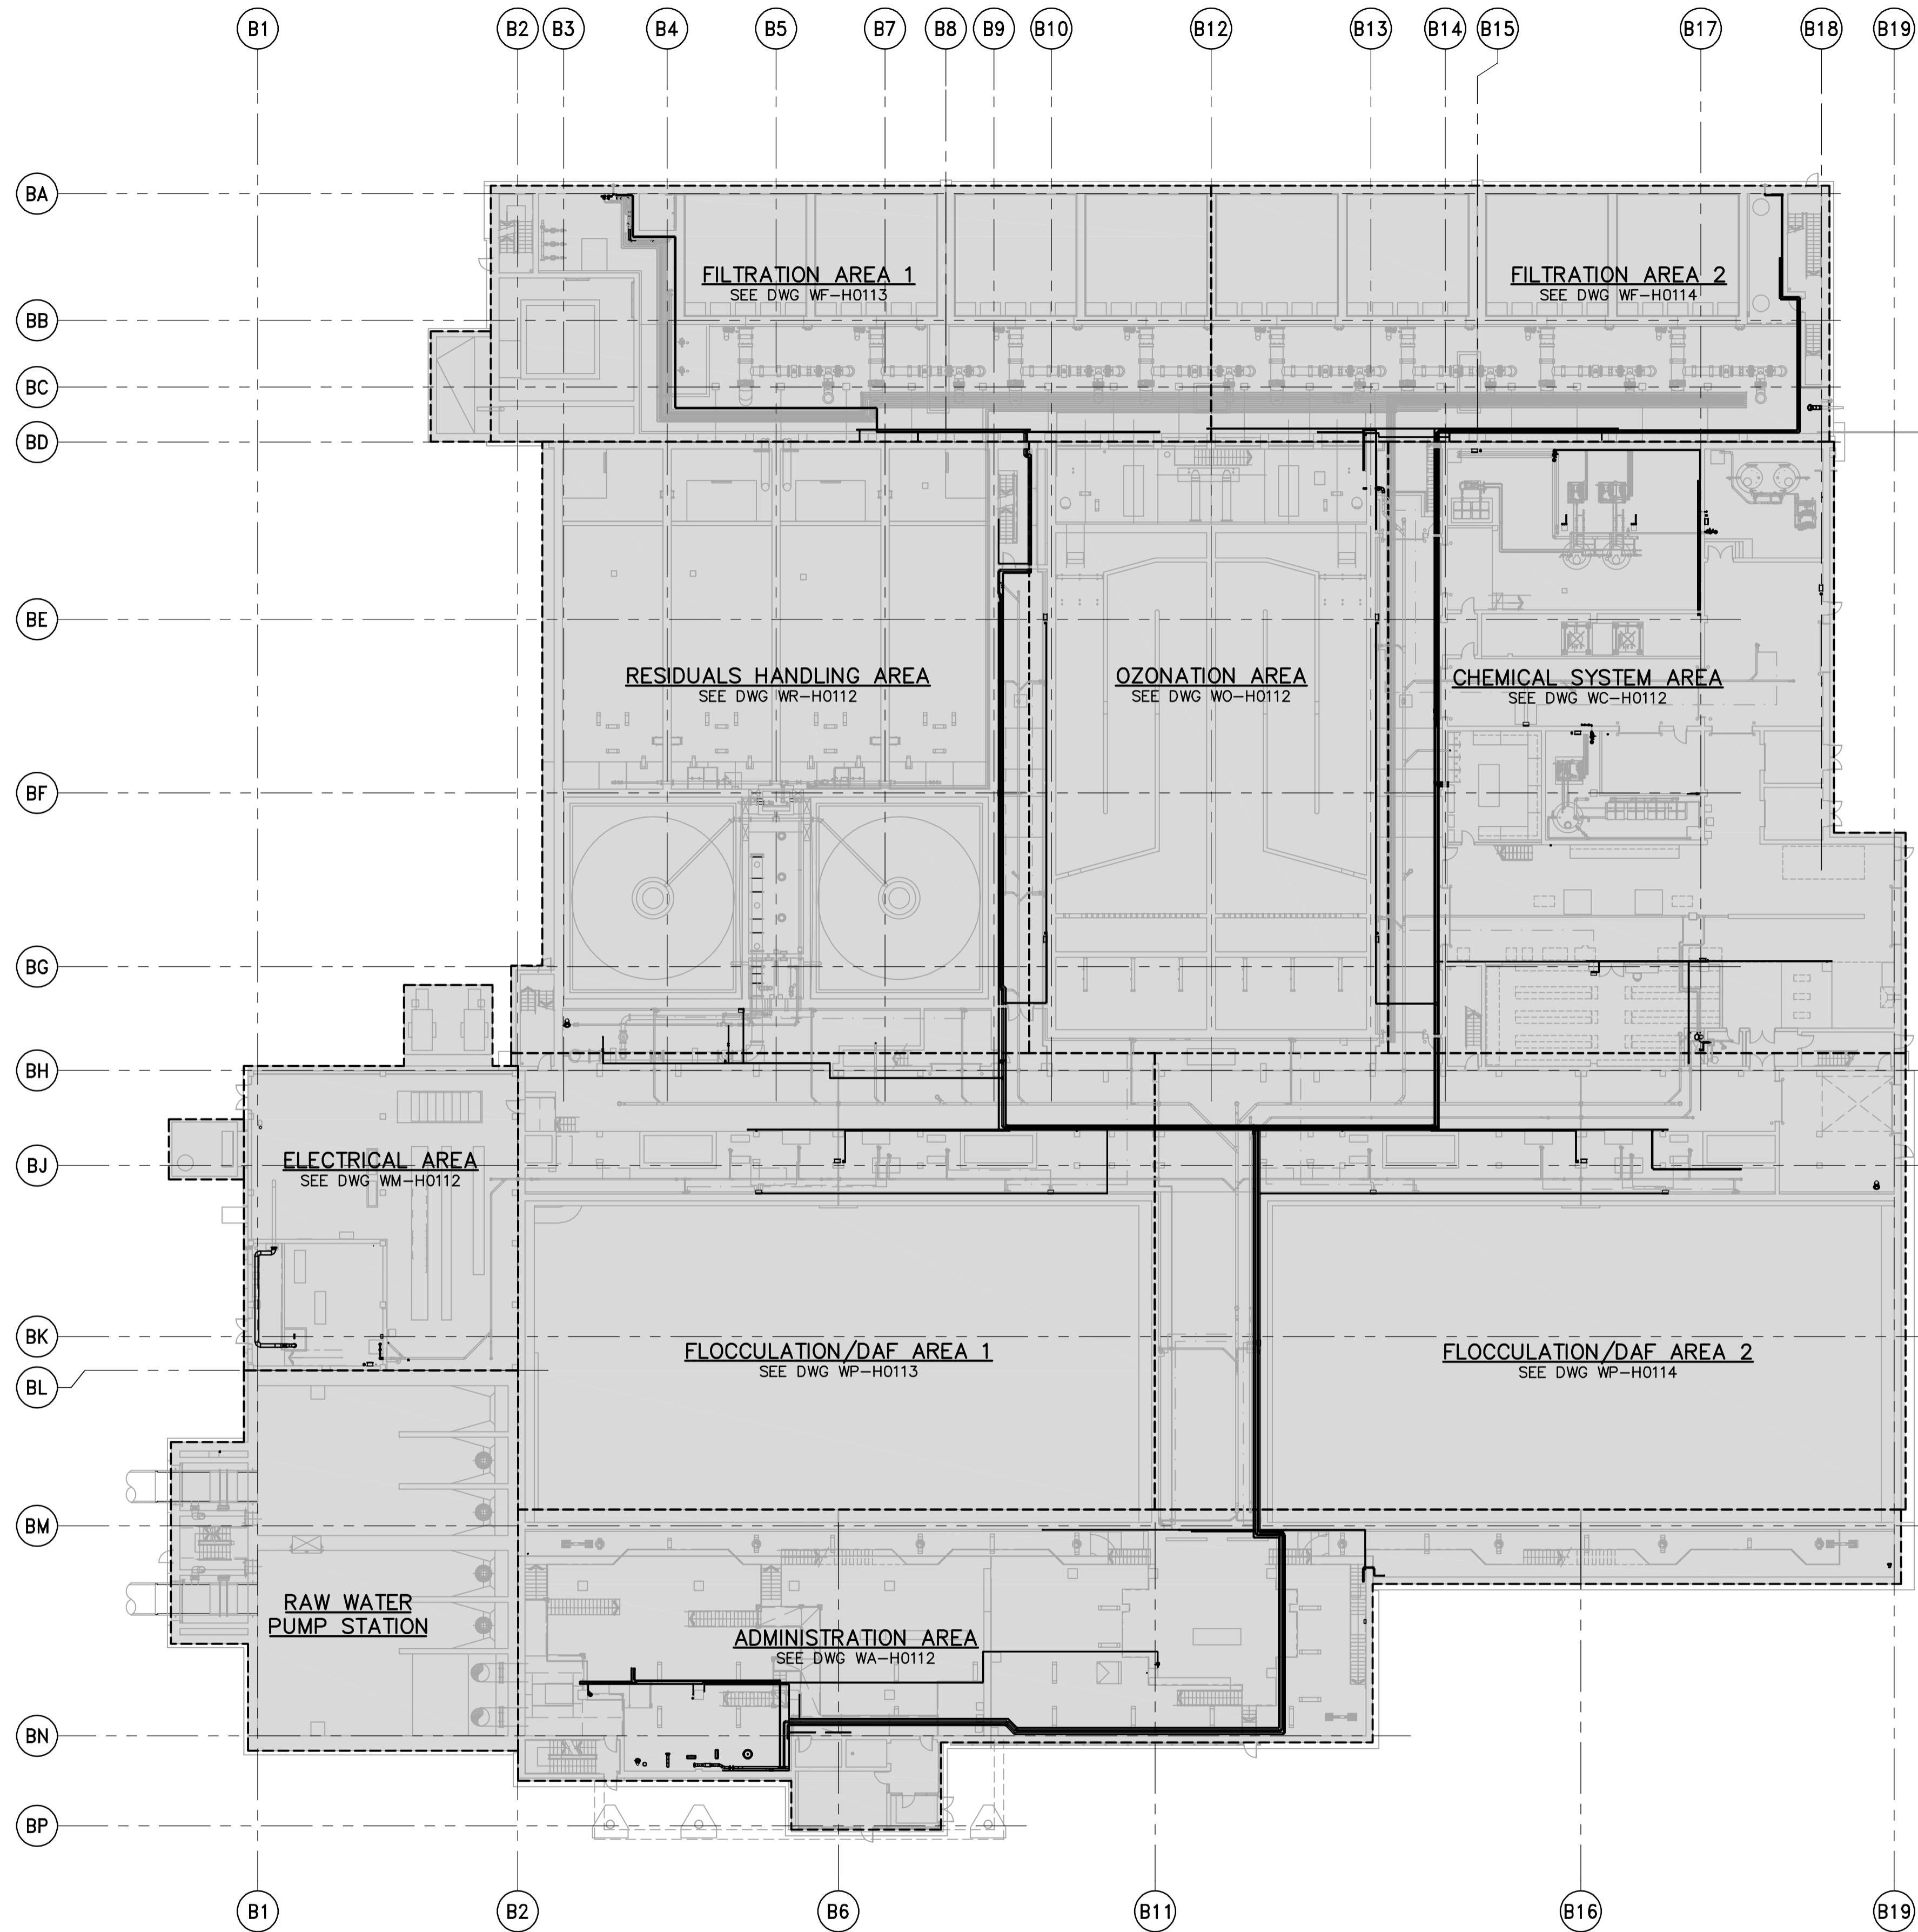 B1
B2
B3
B4
B5
B7
B8
B9
B10
B12
B13
B14
B15
B17
B18
B19
BA
FILTRATION AREA 1
SEE DWG WF-H0113
FILTRATION AREA 2
SEE DWG WF-H0114
BB
BC
BD
BE
RESIDUALS HANDLING AREA
SEE DWG WR-H0112
OZONATION AREA
SEE DWG WO-H0112
CHEMICAL SYSTEM AREA
SEE DWG WC-H0112
BF
BG
BH
BJ
ELECTRICAL AREA
SEE DWG WM-H0112
BK
FLOCCULATION/DAF AREA 1
SEE DWG WP-H0113
FLOCCULATION/DAF AREA 2
SEE DWG WP-H0114
BL
BM
RAW WATER
PUMP STATION
ADMINISTRATION AREA
SEE DWG WA-H0112
BN
BP
B1
B2
B6
B11
B16
B19